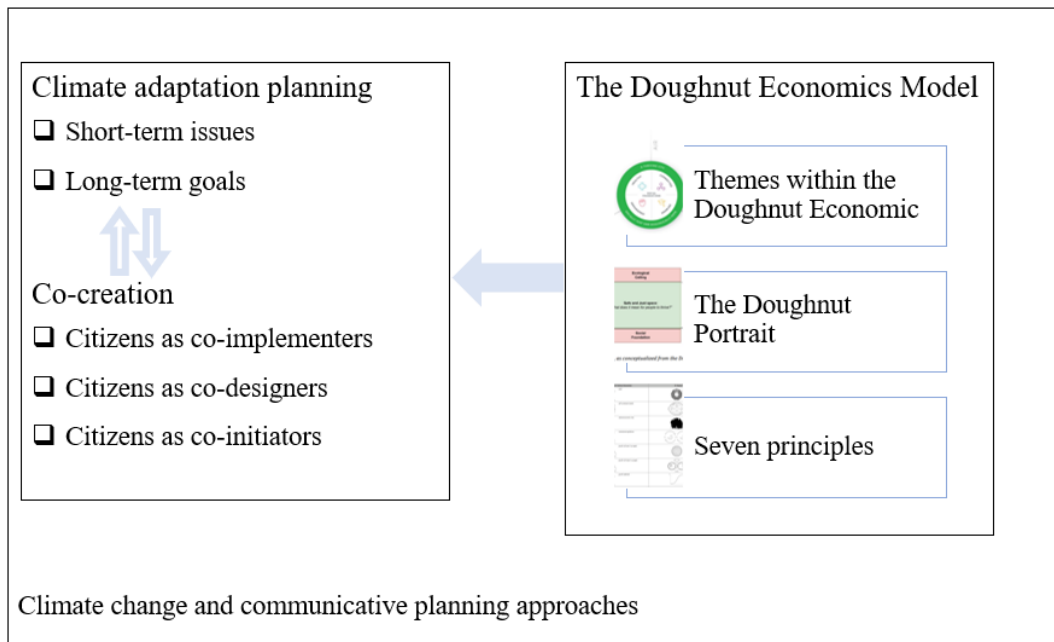 Climate adaptation planning
Short-term issues
Long-term goals
Co-creation
Citizens as co-implementers
Citizens as co-designers
Citizens as co-initiators
The Doughnut Economics Model
Themes within the
Doughnut Economic
Ecological
Ceiling
Social
Foundation
The Doughnut
Portrait
Seven principles
Climate change and communicative planning approaches